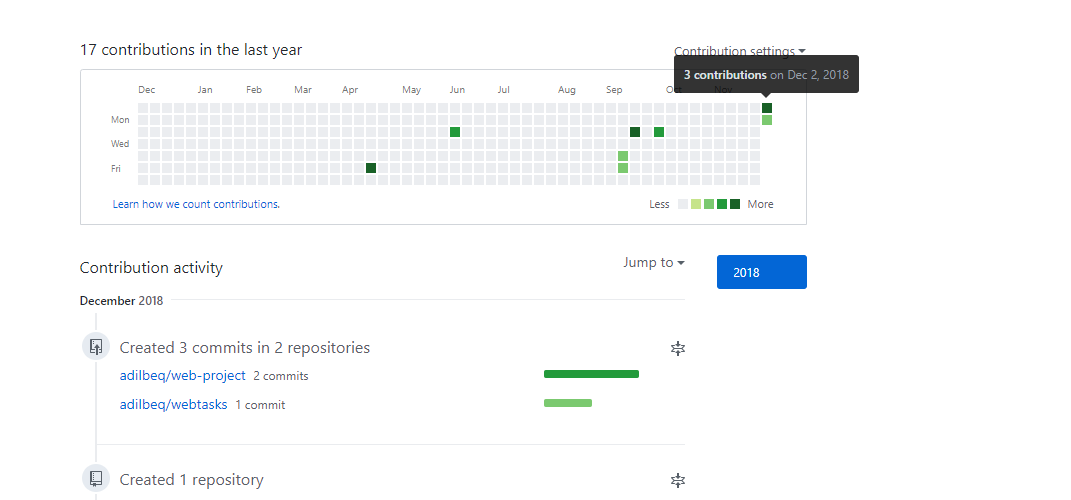 17 contributions in the last year
Contribution settings
3 contributions on Dec 2, 2018
Dec Jan Feb Mar Apr May Jun Jul Aug Sep Oct Nov
Mon
Wed
Fri
Learn how we count contributions.
Less More
Contribution activity
Jump to
2018
December 2018
Created 3 commits in 2 repositories
adilbeq/web-project 2 commits
adilbeq/webtasks 1 commit
Created 1 repository